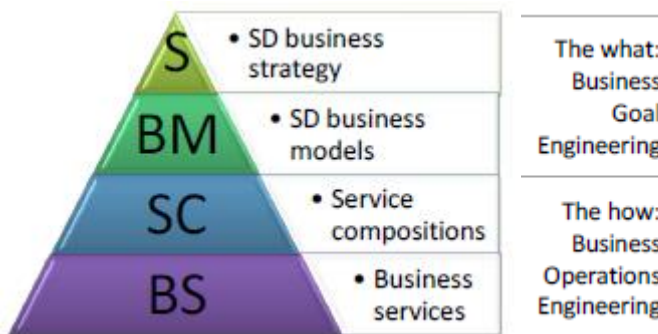 S
• SD business
strategy
BM
• SD business
models
SC
• Service
compositions
BS
• Business
services
The what:
Business
Goal
Engineering
The how:
Business
Operations
Engineering